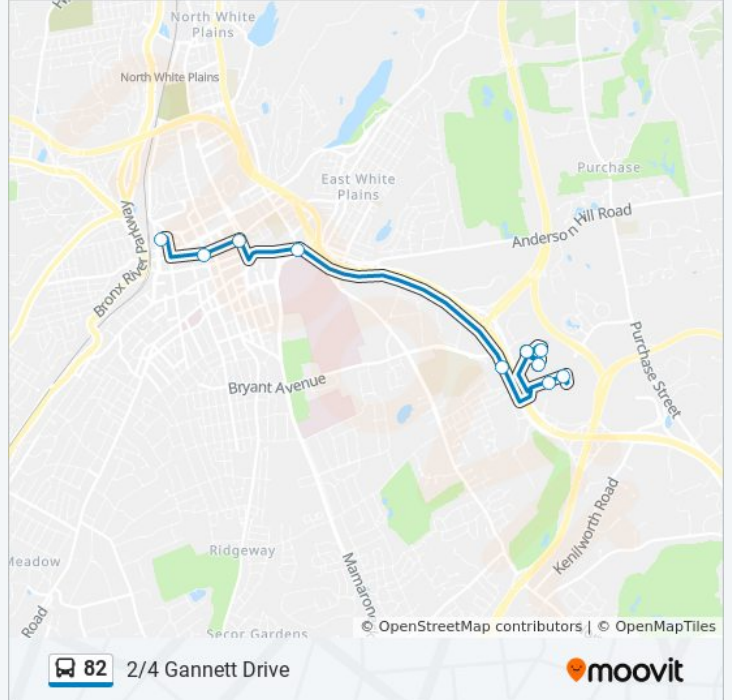 North White
Plains
North White Plains
East White
Plains
Purchase
Anderson Hill Road
Bronx River Parkway
Purchase Street
Bryant Avenue
Kenilworth Road
Meadow
Ridgeway
Road
Secor Gardens
© OpenStreetMap contributors | © OpenMapTiles
82 2/4 Gannett Drive
moovit